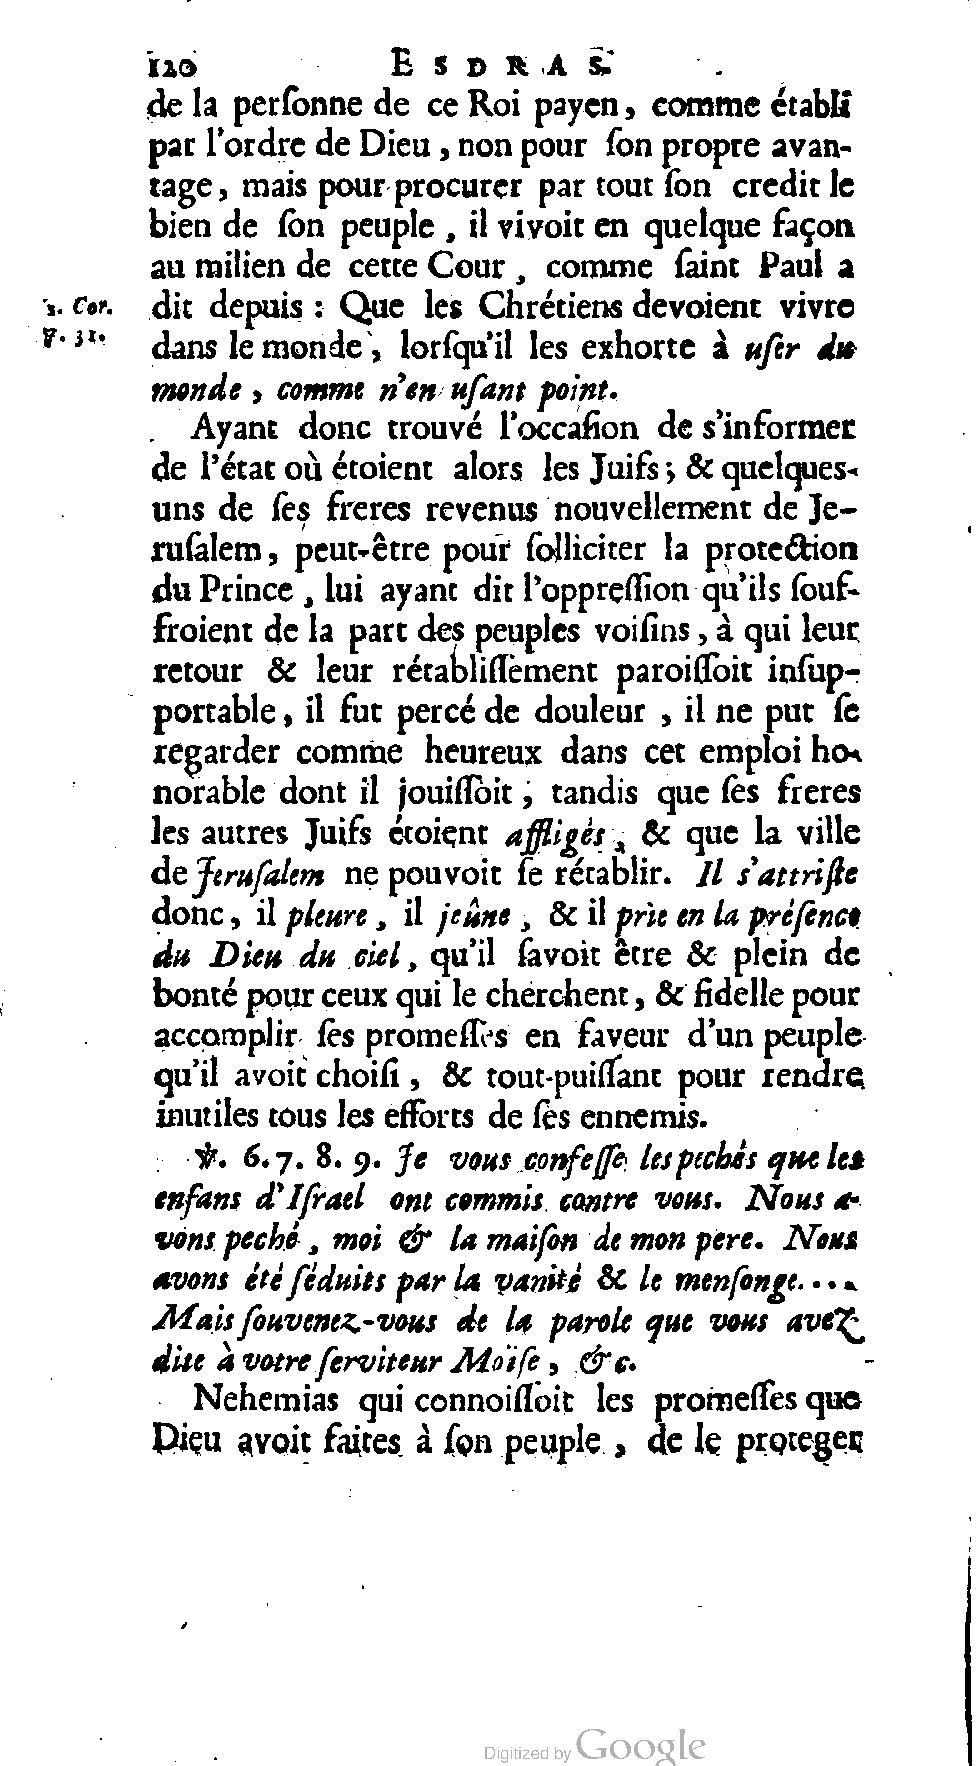 120 ESDRAS.
de la perſonne de ce Roi payen, comme établi
par l'ordre de Dieu, non pour ſon propre avan-
tage, mais pour procurer par tout ſon credit le
bien de ſon peuple, il vivoit en quelque façon
au milien de cette Cour, comme ſaint Paul a
1. Cor. dit depuis : Que les Chrétiens devoient vivre
7. 31. dans le monde, lorſqu'il les exhorte à uſer du
monde, comme n'en uſant point.
Ayant donc trouvé l'occaſion de s'informer
de l'état où étoient alors les Juifs; & quelques-
uns de ſes freres revenus nouvellement de Je-
ruſalem, peut-être pour ſolliciter la protection
du Prince, lui ayant dit l'oppreſſion qu'ils ſouf-
froient de la part des peuples voiſins, à qui leur
retour & leur rétabliſſement paroiſſoit inſup-
portable, il fut percé de douleur, il ne put ſe
regarder comme heureux dans cet emploi ho-
norable dont il jouiſſoit; tandis que ſes freres
les autres Juifs étoient affligés, & que la ville
de Jeruſalem ne pouvoit ſe rétablir. Il s'attriſte
donc, il pleure, il jeûne, & il prie en la préſence
du Dieu du ciel, qu'il ſavoit être & plein de
bonté pour ceux qui le cherchent, & fidelle pour
accomplir ſes promeſſes en faveur d'un peuple
qu'il avoit choiſi, & tout-puiſſant pour rendre
inutiles tous les efforts de ſes ennemis.
℣. 6. 7. 8. 9. Je vous confeſſe les pechés que les
enfans d'Iſrael ont commis contre vous. Nous a-
vons peché, moi & la maiſon de mon pere. Nous
avons été ſéduits par la vanité & le menſonge....
Mais ſouvenez-vous de la parole que vous avez
dite à votre ſerviteur Moïſe, &c.
Nehemias qui connoiſſoit les promeſſes que
Dieu avoit faites à ſon peuple, de le proteger
Digitized by Google